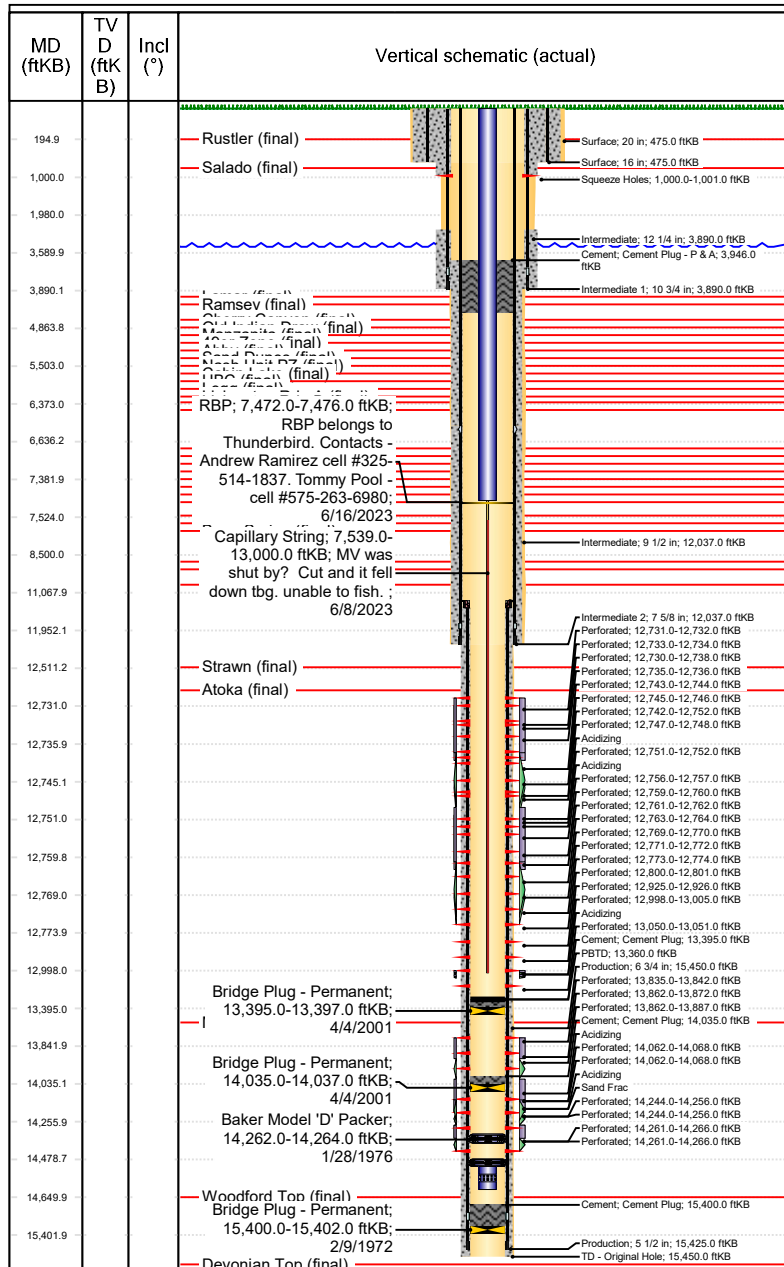 MD
(ftKB)
TV
D
(ftK
B)
Incl
(°)
Vertical schematic (actual)
194.9
1,000.0
1,980.0
3,589.9
3,890.1
4,863.8
5,503.0
6,373.0
6,636.2
7,381.9
7,524.0
8,500.0
11,067.9
11,952.1
12,511.2
12,731.0
12,735.9
12,745.1
12,751.0
12,759.8
12,769.0
12,773.9
12,998.0
13,395.0
13,841.9
14,035.1
14,255.9
14,478.7
14,649.9
15,401.9
Rustler (final)
Salado (final)
Ramsey (final)
RBP; 7,472.0-7,476.0 ftKB;
RBP belongs to
Thunderbird. Contacts -
Andrew Ramirez cell #325-
514-1837. Tommy Pool -
cell #575-263-6980;
6/16/2023
Capillary String; 7,539.0-
13,000.0 ftKB; MV was
shut by? Cut and it fell
down tbg. unable to fish. ;
6/8/2023
Strawn (final)
Atoka (final)
Bridge Plug - Permanent;
13,395.0-13,397.0 ftKB;
4/4/2001
Bridge Plug - Permanent;
14,035.0-14,037.0 ftKB;
4/4/2001
Baker Model 'D' Packer;
14,262.0-14,264.0 ftKB;
1/28/1976
Woodford Top (final)
Bridge Plug - Permanent;
15,400.0-15,402.0 ftKB;
2/9/1972
Devonian Top (final)
Surface; 20 in; 475.0 ftKB
Surface; 16 in; 475.0 ftKB
Squeeze Holes; 1,000.0-1,001.0 ftKB
Intermediate; 12 1/4 in; 3,890.0 ftKB
Cement; Cement Plug - P & A; 3,946.0
ftKB
Intermediate 1; 10 3/4 in; 3,890.0 ftKB
Intermediate; 9 1/2 in; 12,037.0 ftKB
Intermediate 2; 7 5/8 in; 12,037.0 ftKB
Perforated; 12,731.0-12,732.0 ftKB
Perforated; 12,733.0-12,734.0 ftKB
Perforated; 12,730.0-12,738.0 ftKB
Perforated; 12,735.0-12,736.0 ftKB
Perforated; 12,743.0-12,744.0 ftKB
Perforated; 12,745.0-12,746.0 ftKB
Perforated; 12,742.0-12,752.0 ftKB
Perforated; 12,747.0-12,748.0 ftKB
Acidizing
Perforated; 12,751.0-12,752.0 ftKB
Acidizing
Perforated; 12,756.0-12,757.0 ftKB
Perforated; 12,759.0-12,760.0 ftKB
Perforated; 12,761.0-12,762.0 ftKB
Perforated; 12,763.0-12,764.0 ftKB
Perforated; 12,769.0-12,770.0 ftKB
Perforated; 12,771.0-12,772.0 ftKB
Perforated; 12,773.0-12,774.0 ftKB
Perforated; 12,800.0-12,801.0 ftKB
Perforated; 12,925.0-12,926.0 ftKB
Perforated; 12,998.0-13,005.0 ftKB
Acidizing
Perforated; 13,050.0-13,051.0 ftKB
Cement; Cement Plug; 13,395.0 ftKB
PBTD; 13,360.0 ftKB
Production; 6 3/4 in; 15,450.0 ftKB
Perforated; 13,835.0-13,842.0 ftKB
Perforated; 13,862.0-13,872.0 ftKB
Perforated; 13,862.0-13,887.0 ftKB
Cement; Cement Plug; 14,035.0 ftKB
Acidizing
Perforated; 14,062.0-14,068.0 ftKB
Perforated; 14,062.0-14,068.0 ftKB
Acidizing
Sand Frac
Perforated; 14,244.0-14,256.0 ftKB
Perforated; 14,244.0-14,256.0 ftKB
Perforated; 14,261.0-14,266.0 ftKB
Perforated; 14,261.0-14,266.0 ftKB
Cement; Cement Plug; 15,400.0 ftKB
Production; 5 1/2 in; 15,425.0 ftKB
TD - Original Hole; 15,450.0 ftKB